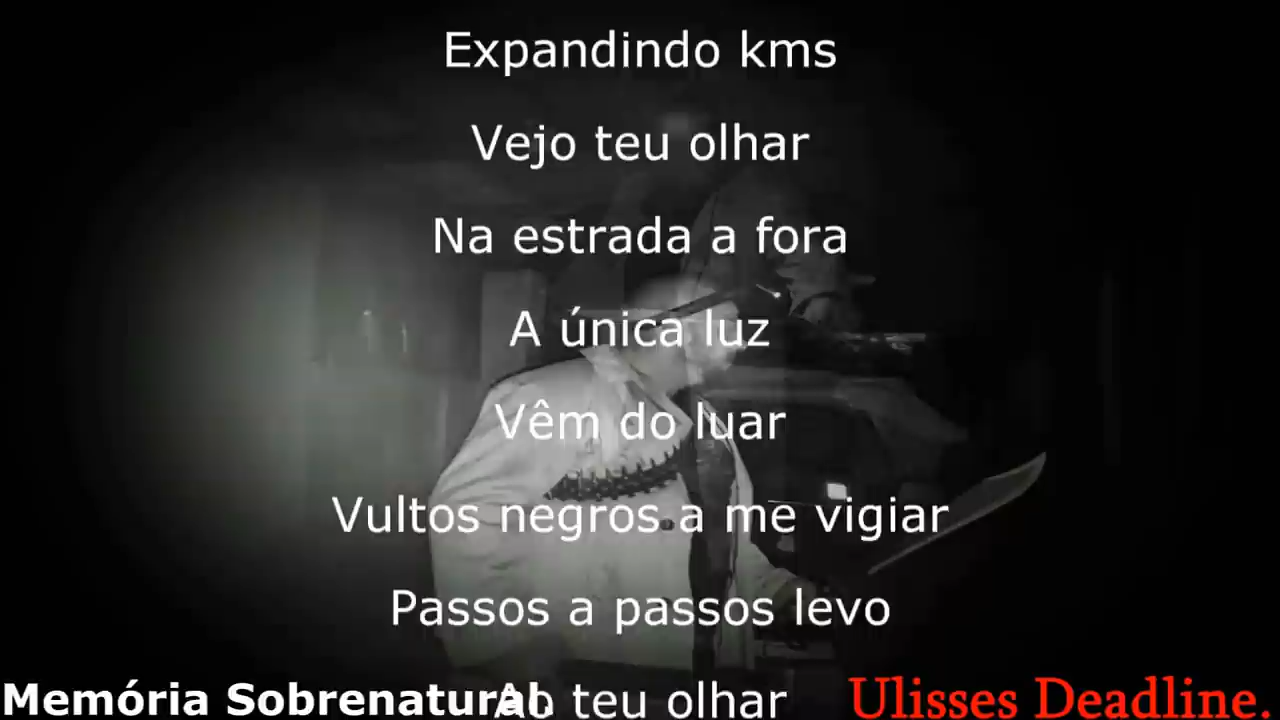 Expandindo kms
Vejo teu olhar
Na estrada a fora
A única luz
Vêm do luar
Vultos negros a me vigiar
Passos a passos levo
Ao teu olhar
Memória Sobrenatural
Ulisses Deadline.